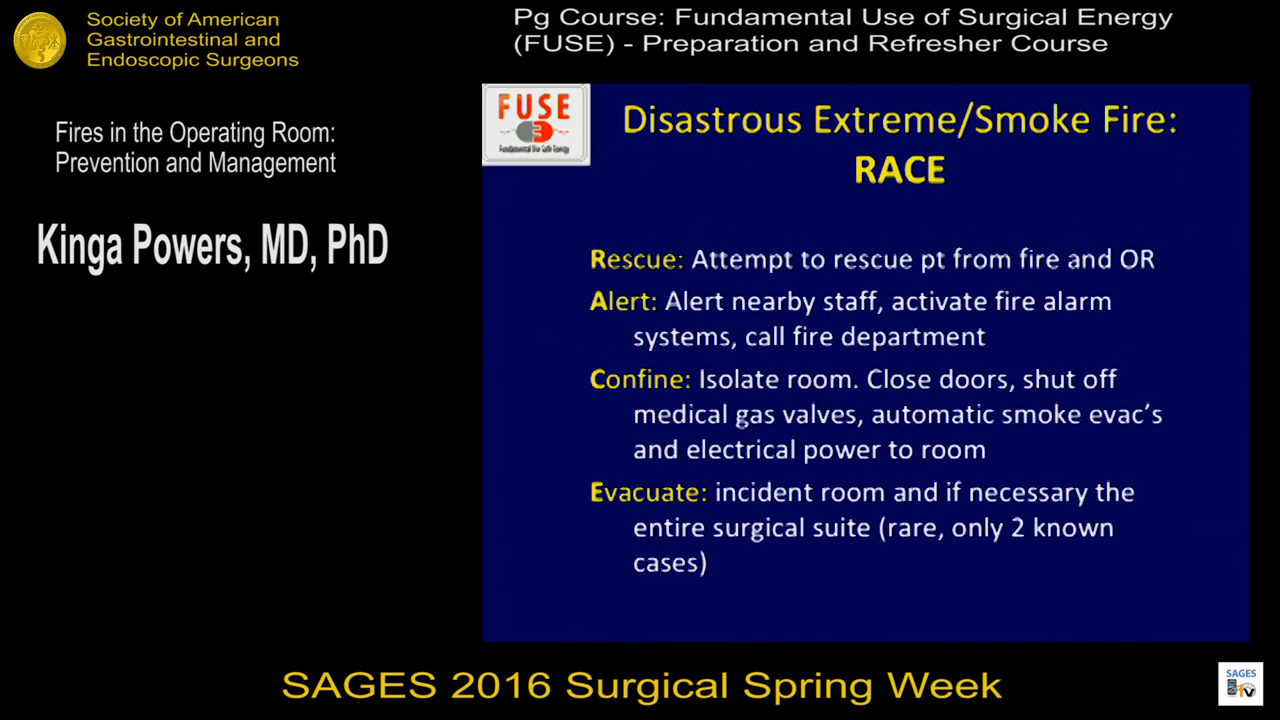 Society of American
Gastrointestinal and
Endoscopic Surgeons
Pg Course: Fundamental Use of Surgical Energy
(FUSE) - Preparation and Refresher Course
Fires in the Operating Room:
Prevention and Management
Kinga Powers, MD, PhD
FUSE
Disastrous Extreme/Smoke Fire:
RACE
Rescue: Attempt to rescue pt from fire and OR
Alert: Alert nearby staff, activate fire alarm
systems, call fire department
Confine: Isolate room. Close doors, shut off
medical gas valves, automatic smoke evac's
and electrical power to room
Evacuate: incident room and if necessary the
entire surgical suite (rare, only 2 known
cases)
SAGES 2016 Surgical Spring Week
SAGES
TV